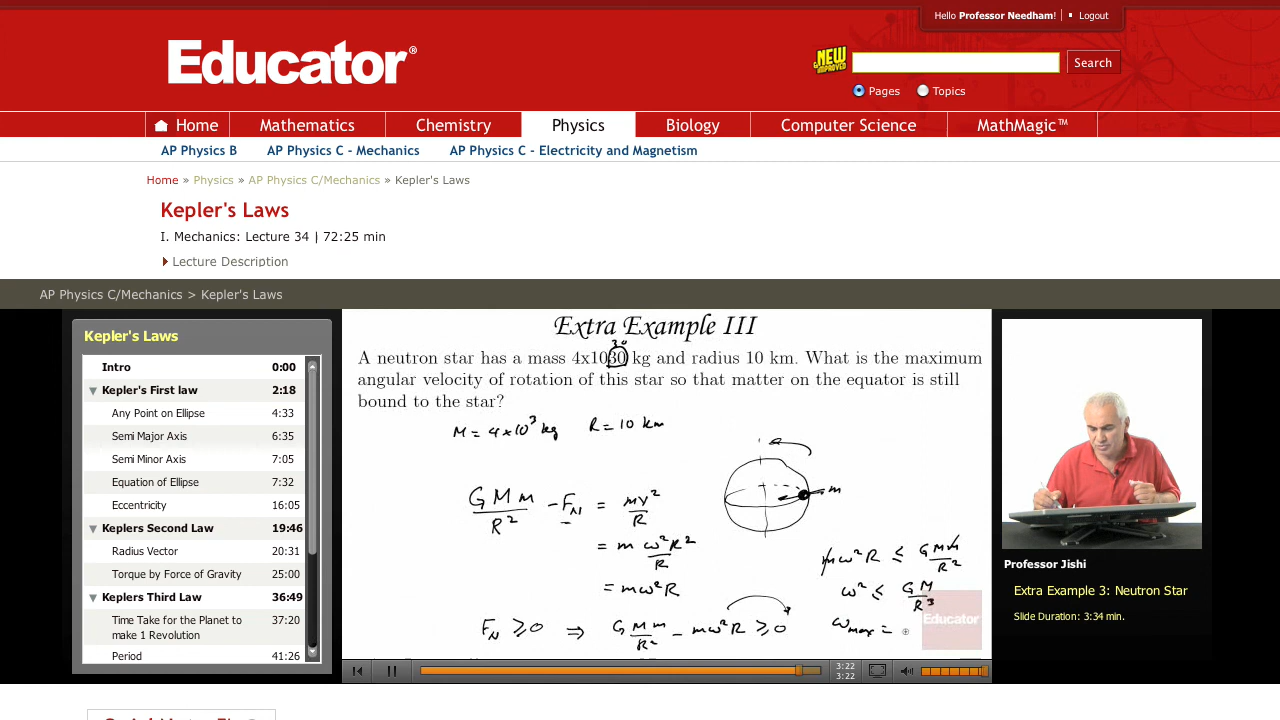 Hello Professor Needham! Logout
Educator®
NEW
& IMPROVED
Search
Pages Topics
Home Mathematics Chemistry Physics Biology Computer Science MathMagic™
AP Physics B AP Physics C - Mechanics AP Physics C - Electricity and Magnetism
Home » Physics » AP Physics C/Mechanics » Kepler's Laws
Kepler's Laws
I. Mechanics: Lecture 34 | 72:25 min
Lecture Description
AP Physics C/Mechanics > Kepler's Laws
Kepler's Laws
Intro 0:00
Kepler's First law 2:18
Any Point on Ellipse 4:33
Semi Major Axis 6:35
Semi Minor Axis 7:05
Equation of Ellipse 7:32
Eccentricity 16:05
Keplers Second Law 19:46
Radius Vector 20:31
Torque by Force of Gravity 25:00
Keplers Third Law 36:49
Time Take for the Planet to 37:20
make 1 Revolution
Period 41:26
Extra Example III
30
A neutron star has a mass 4x1030 kg and radius 10 km. What is the maximum
angular velocity of rotation of this star so that matter on the equator is still
bound to the star?
M = 4x10³ kg R = 10 km
m
GMm/R² - F_N = mv²/R
= m ω²R²/R
= mω²R
F_N ≥ 0 ⇒ GMm/R² - mω²R ≥ 0
mω²R ≤ GMm/R²
ω² ≤ GM/R³
ω_max =
Educator
3:22
3:22
Professor Jishi
Extra Example 3: Neutron Star
Slide Duration: 3:34 min.